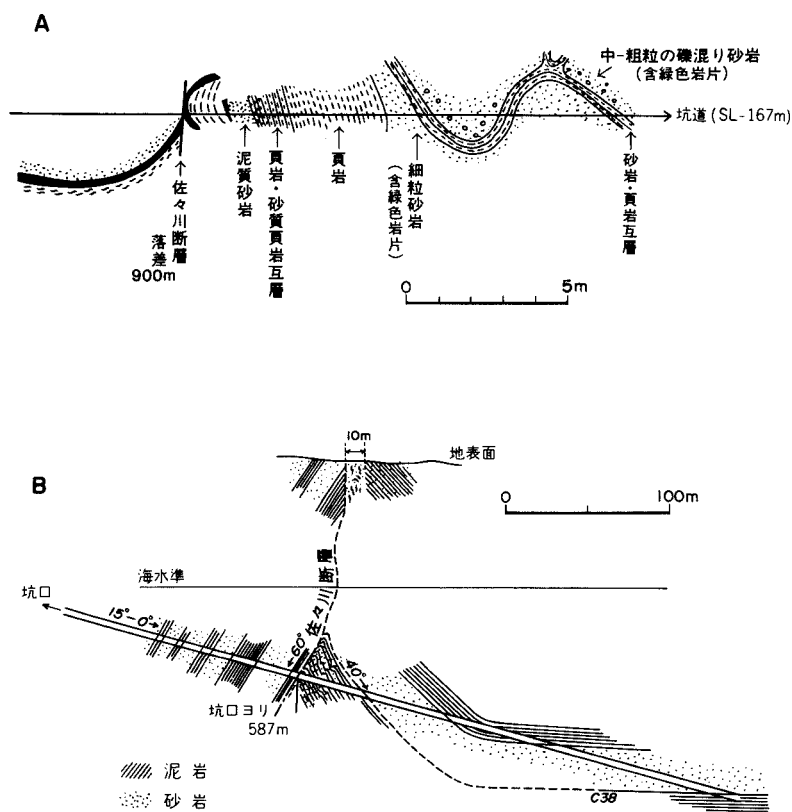 A
中-粗粒の礫混り砂岩
(含緑色岩片)
坑道(SL-167m)
佐々川断層
落差
900m
泥質砂岩
頁岩・砂質頁岩互層
頁岩
細粒砂岩
(含緑色岩片)
砂岩・頁岩互層
0 5m
10m
地表面
B
0 100m
海水準
佐々川断層
坑口
15°-0°
60°
40°
坑口ヨリ
587m
C38
泥岩
砂岩